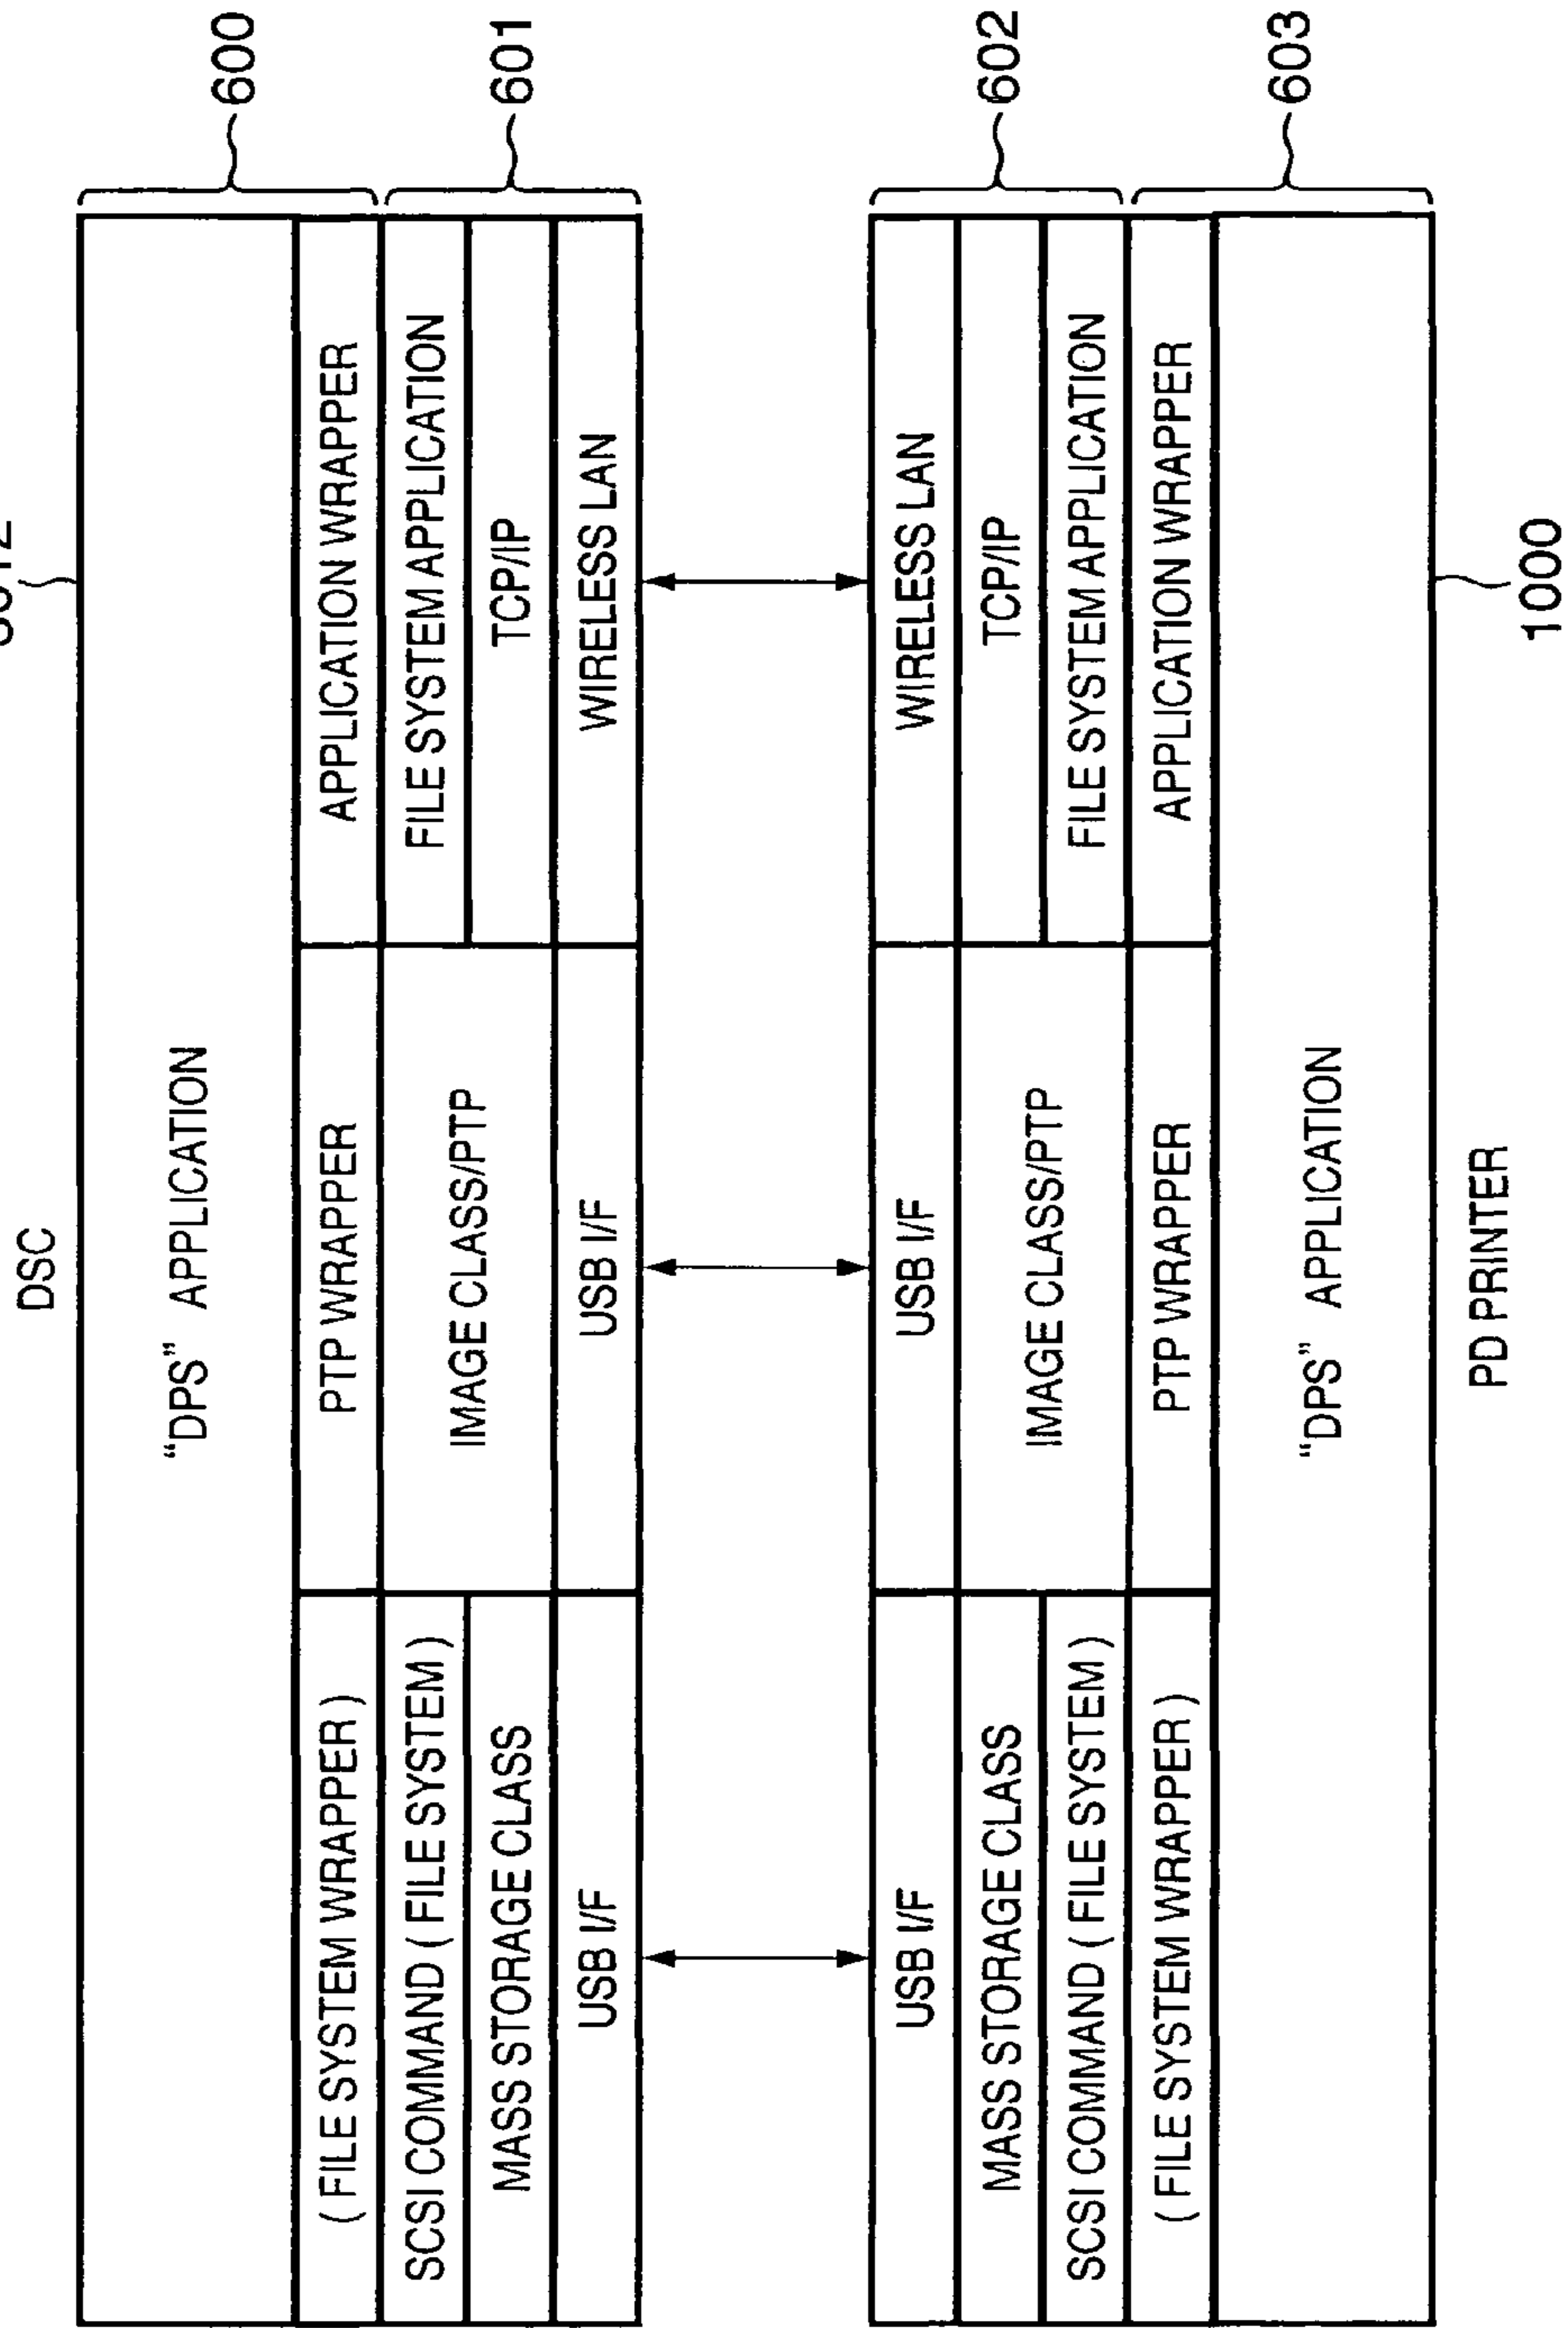 DSC
“DPS” APPLICATION
600
( FILE SYSTEM WRAPPER )
PTP WRAPPER
APPLICATION WRAPPER
SCSI COMMAND ( FILE SYSTEM )
IMAGE CLASS/PTP
FILE SYSTEM APPLICATION
601
MASS STORAGE CLASS
TCP/IP
USB I/F
USB I/F
WIRELESS LAN
USB I/F
USB I/F
WIRELESS LAN
MASS STORAGE CLASS
IMAGE CLASS/PTP
TCP/IP
602
SCSI COMMAND ( FILE SYSTEM )
FILE SYSTEM APPLICATION
( FILE SYSTEM WRAPPER )
PTP WRAPPER
APPLICATION WRAPPER
603
“DPS” APPLICATION
PD PRINTER
1000